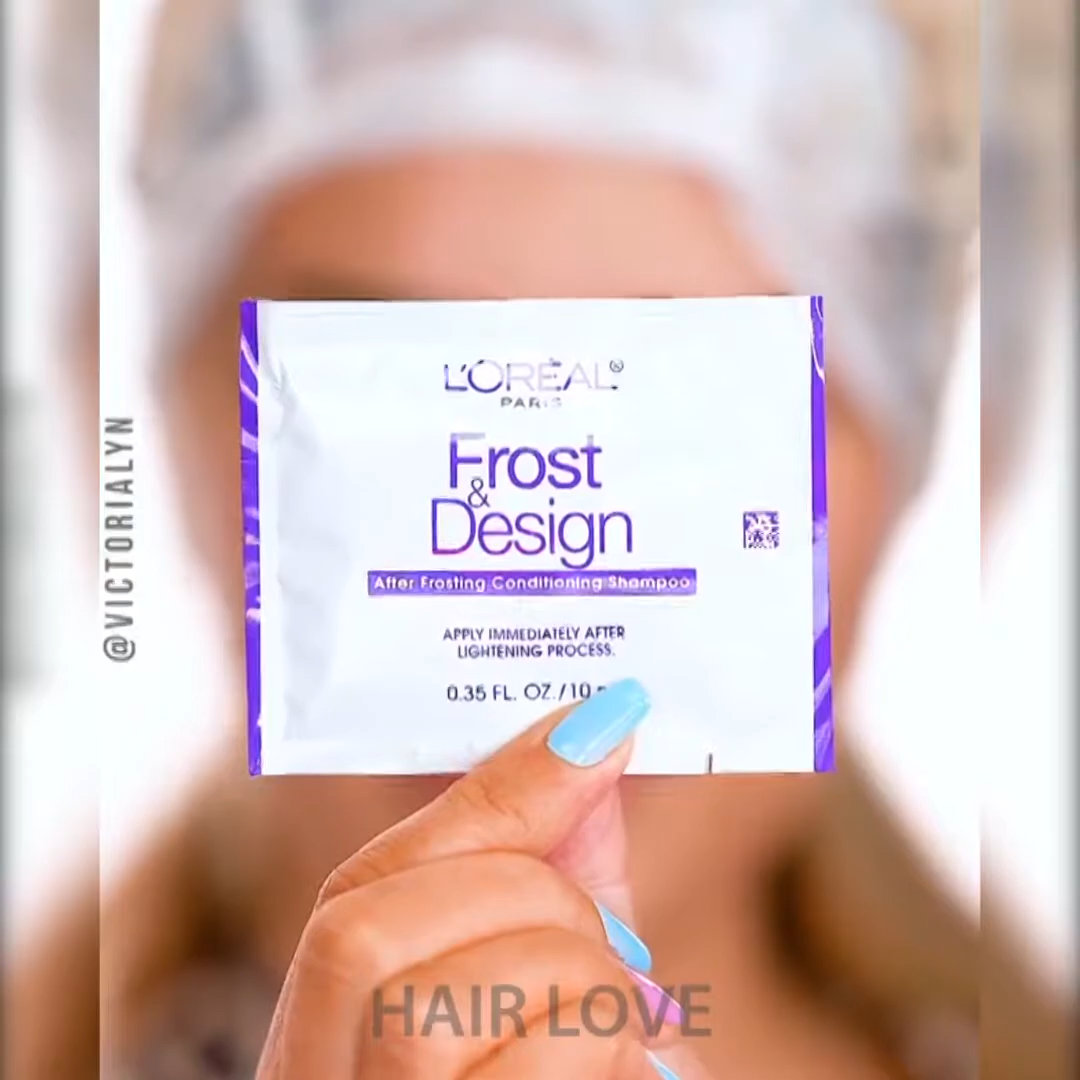 L'ORÉAL®
PARIS
Frost
&
Design
After Frosting Conditioning Shampoo
APPLY IMMEDIATELY AFTER
LIGHTENING PROCESS.
0.35 FL. OZ./10
@VICTORIALYN
HAIR LOVE